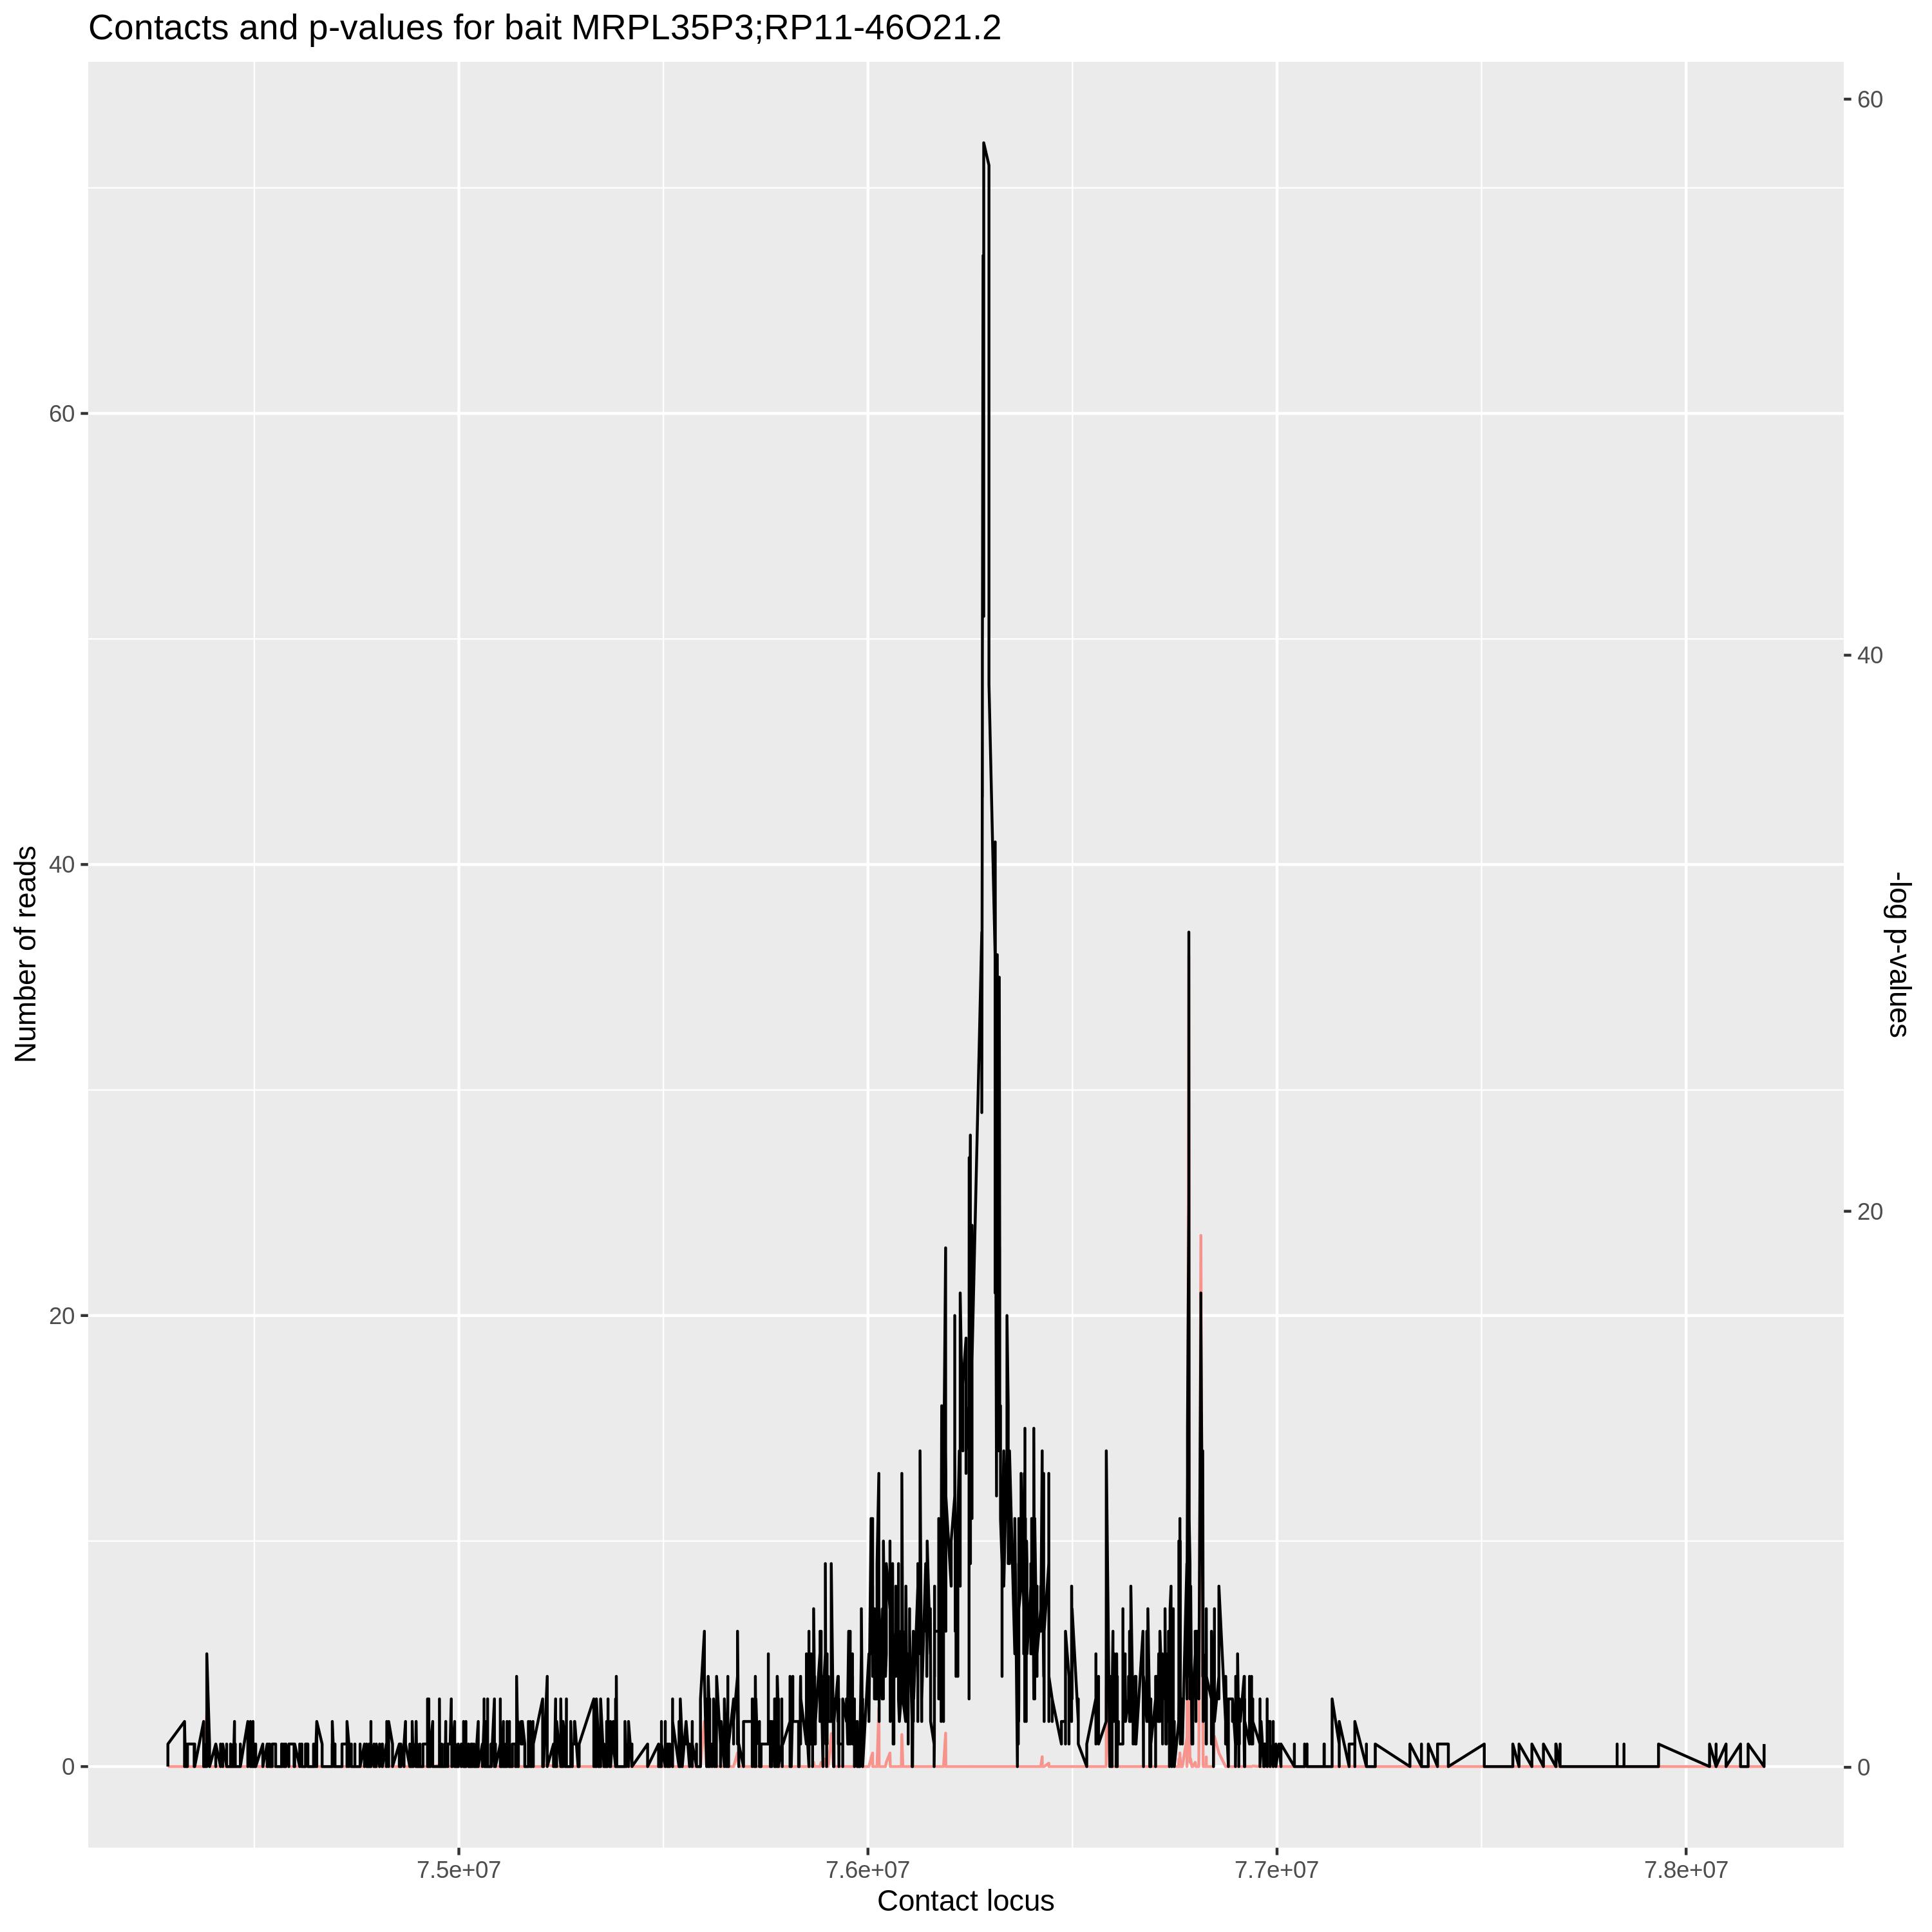 Contacts and p-values for bait MRPL35P3;RP11-46O21.2
60
40
20
0
Number of reads
60
40
20
0
-log p-values
7.5e+07
7.6e+07
7.7e+07
7.8e+07
Contact locus